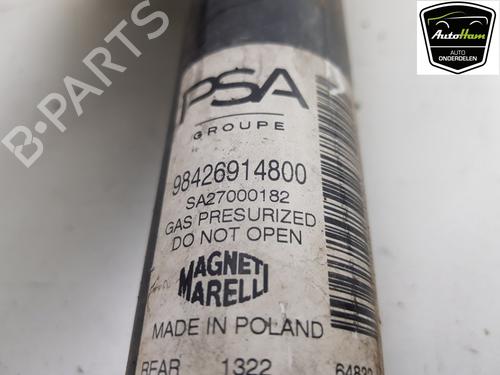 AutoHam
AUTO
ONDERDELEN
B-PARTS
PSA
GROUPE
98426914800
SA27000182
GAS PRESURIZED
DO NOT OPEN
MAGNETI
MARELLI
MADE IN POLAND
REAR 1322